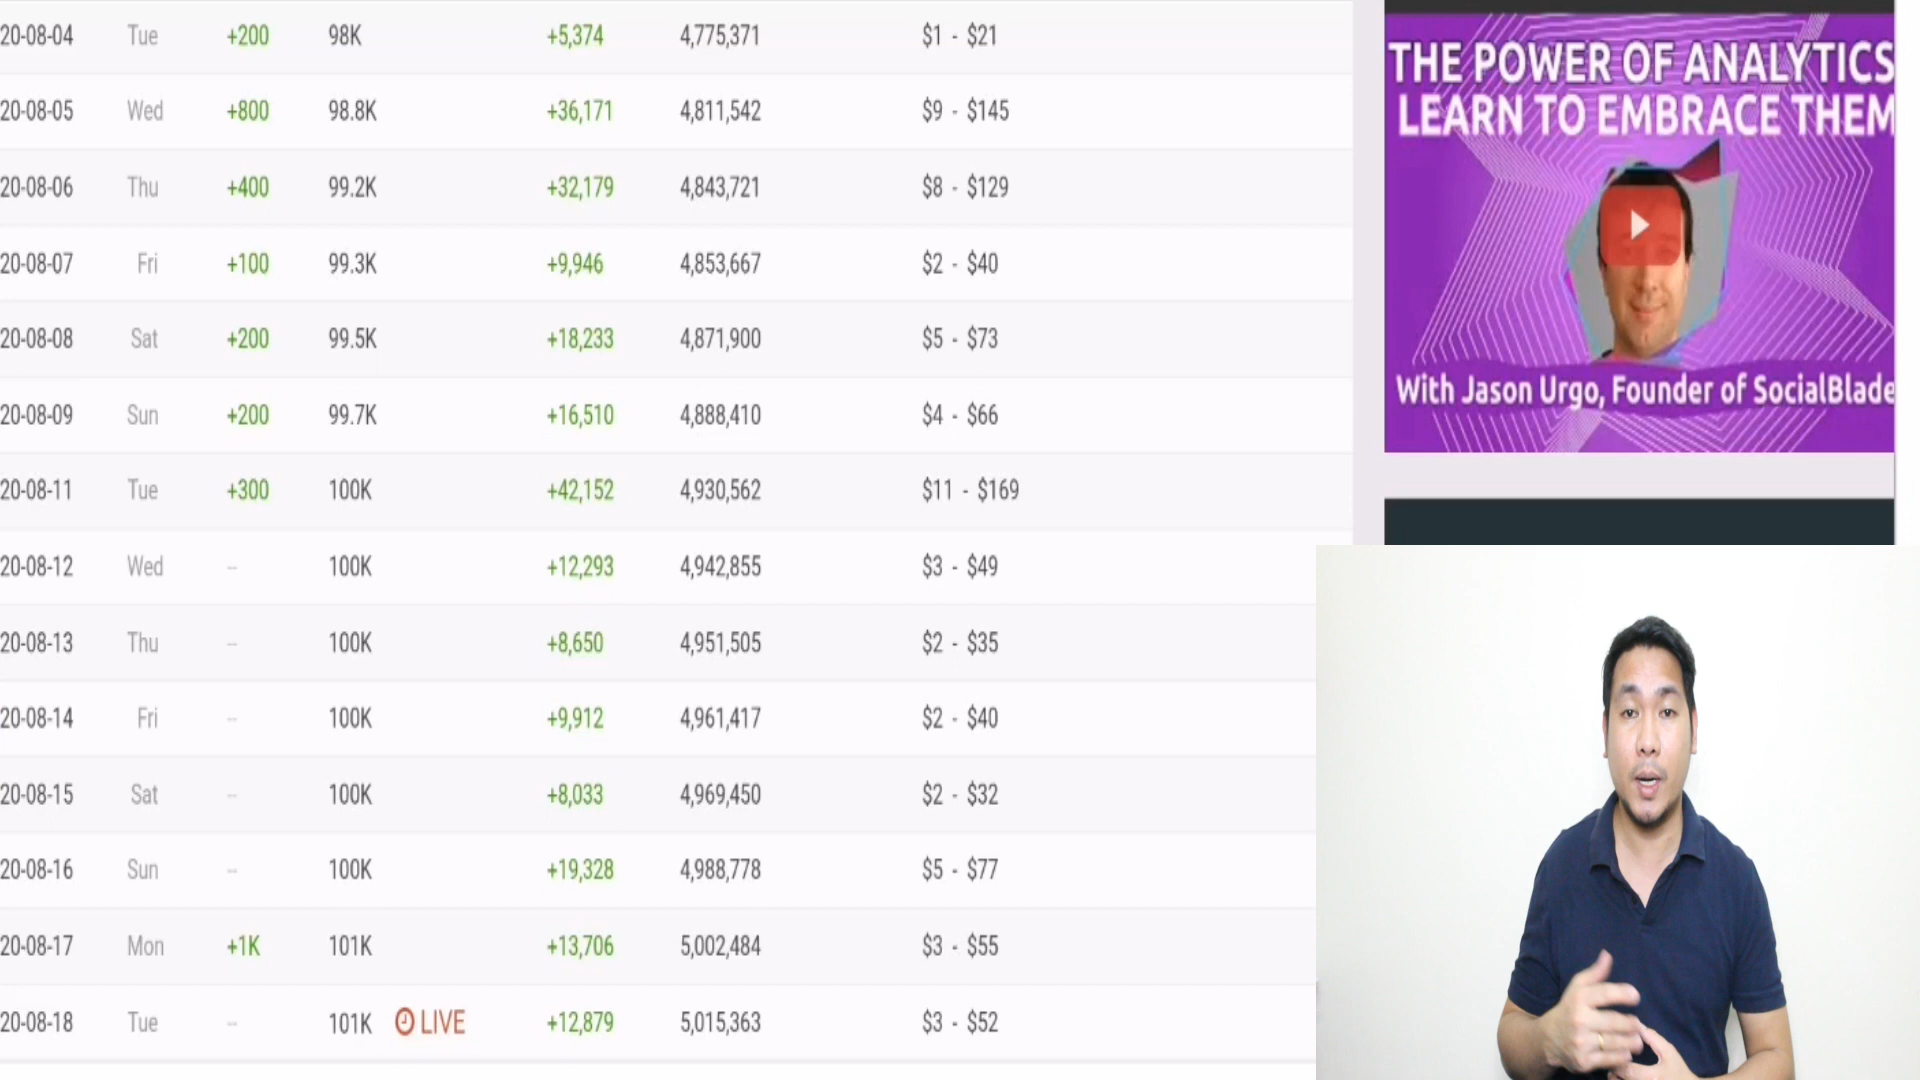 20-08-04 Tue +200 98K +5,374 4,775,371 $1 - $21
20-08-05 Wed +800 98.8K +36,171 4,811,542 $9 - $145
20-08-06 Thu +400 99.2K +32,179 4,843,721 $8 - $129
20-08-07 Fri +100 99.3K +9,946 4,853,667 $2 - $40
20-08-08 Sat +200 99.5K +18,233 4,871,900 $5 - $73
20-08-09 Sun +200 99.7K +16,510 4,888,410 $4 - $66
20-08-11 Tue +300 100K +42,152 4,930,562 $11 - $169
20-08-12 Wed -- 100K +12,293 4,942,855 $3 - $49
20-08-13 Thu -- 100K +8,650 4,951,505 $2 - $35
20-08-14 Fri -- 100K +9,912 4,961,417 $2 - $40
20-08-15 Sat -- 100K +8,033 4,969,450 $2 - $32
20-08-16 Sun -- 100K +19,328 4,988,778 $5 - $77
20-08-17 Mon +1K 101K +13,706 5,002,484 $3 - $55
20-08-18 Tue -- 101K LIVE +12,879 5,015,363 $3 - $52
THE POWER OF ANALYTICS
LEARN TO EMBRACE THEM
With Jason Urgo, Founder of SocialBlade